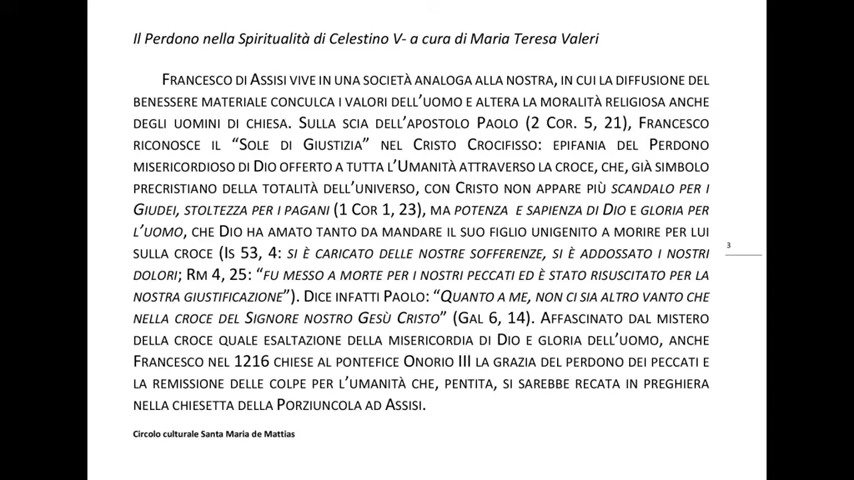 Il Perdono nella Spiritualità di Celestino V- a cura di Maria Teresa Valeri
FRANCESCO DI ASSISI VIVE IN UNA SOCIETÀ ANALOGA ALLA NOSTRA, IN CUI LA DIFFUSIONE DEL
BENESSERE MATERIALE CONCULCA I VALORI DELL'UOMO E ALTERA LA MORALITÀ RELIGIOSA ANCHE
DEGLI UOMINI DI CHIESA. SULLA SCIA DELL'APOSTOLO PAOLO (2 COR. 5, 21), FRANCESCO
RICONOSCE IL "SOLE DI GIUSTIZIA" NEL CRISTO CROCIFISSO: EPIFANIA DEL PERDONO
MISERICORDIOSO DI DIO OFFERTO A TUTTA L'UMANITÀ ATTRAVERSO LA CROCE, CHE, GIÀ SIMBOLO
PRECRISTIANO DELLA TOTALITÀ DELL'UNIVERSO, CON CRISTO NON APPARE PIÙ SCANDALO PER I
GIUDEI, STOLTEZZA PER I PAGANI (1 COR 1, 23), MA POTENZA E SAPIENZA DI DIO E GLORIA PER
L'UOMO, CHE DIO HA AMATO TANTO DA MANDARE IL SUO FIGLIO UNIGENITO A MORIRE PER LUI
SULLA CROCE (IS 53, 4: SI È CARICATO DELLE NOSTRE SOFFERENZE, SI È ADDOSSATO I NOSTRI
DOLORI; RM 4, 25: "FU MESSO A MORTE PER I NOSTRI PECCATI ED È STATO RISUSCITATO PER LA
NOSTRA GIUSTIFICAZIONE"). DICE INFATTI PAOLO: "QUANTO A ME, NON CI SIA ALTRO VANTO CHE
NELLA CROCE DEL SIGNORE NOSTRO GESÙ CRISTO" (GAL 6, 14). AFFASCINATO DAL MISTERO
DELLA CROCE QUALE ESALTAZIONE DELLA MISERICORDIA DI DIO E GLORIA DELL'UOMO, ANCHE
FRANCESCO NEL 1216 CHIESE AL PONTEFICE ONORIO III LA GRAZIA DEL PERDONO DEI PECCATI E
LA REMISSIONE DELLE COLPE PER L'UMANITÀ CHE, PENTITA, SI SAREBBE RECATA IN PREGHIERA
NELLA CHIESETTA DELLA PORZIUNCOLA AD ASSISI.
3
Circolo culturale Santa Maria de Mattias